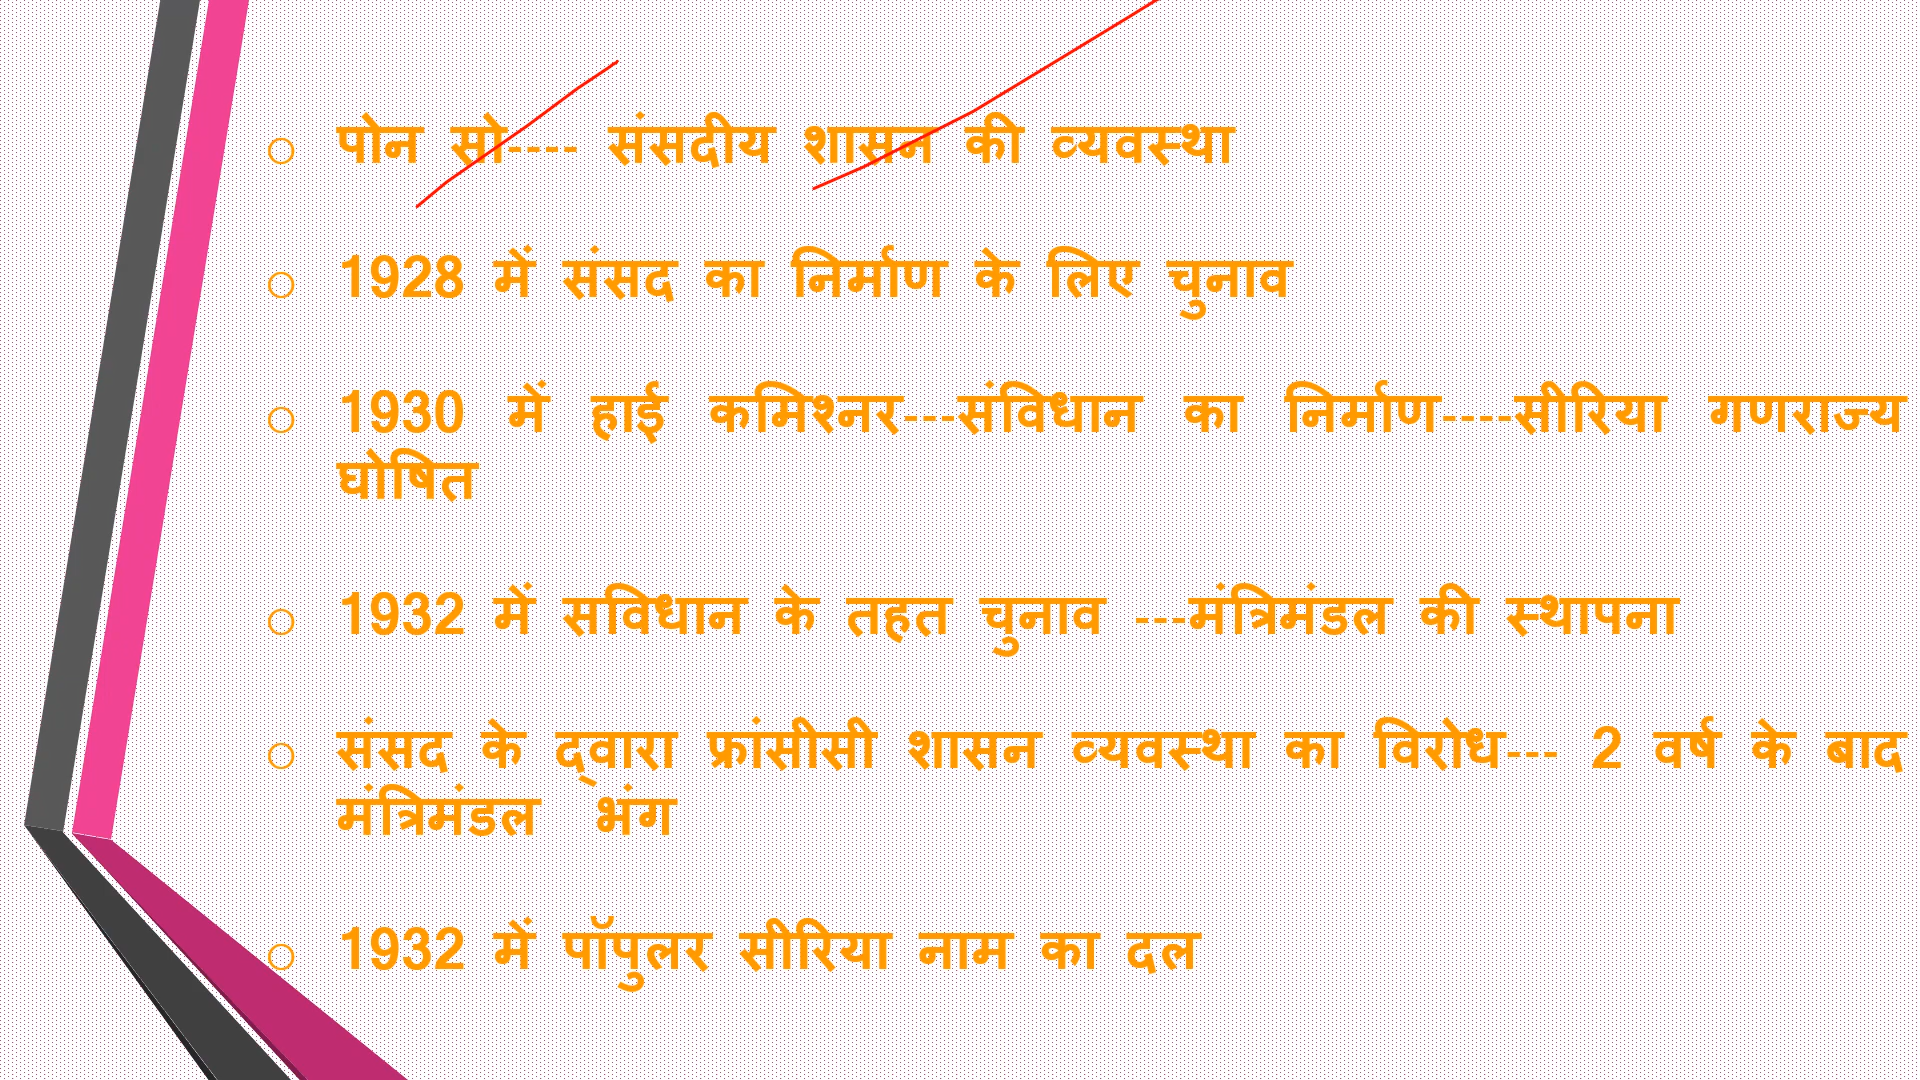 पोन सो---- संसदीय शासन की व्यवस्था
1928 में संसद का निर्माण के लिए चुनाव
1930 में हाई कमिश्नर---संविधान का निर्माण----सीरिया गणराज्य
घोषित
1932 में सविधान के तहत चुनाव ---मंत्रिमंडल की स्थापना
संसद के द्वारा फ्रांसीसी शासन व्यवस्था का विरोध--- 2 वर्ष के बाद
मंत्रिमंडल भंग
1932 में पॉपुलर सीरिया नाम का दल